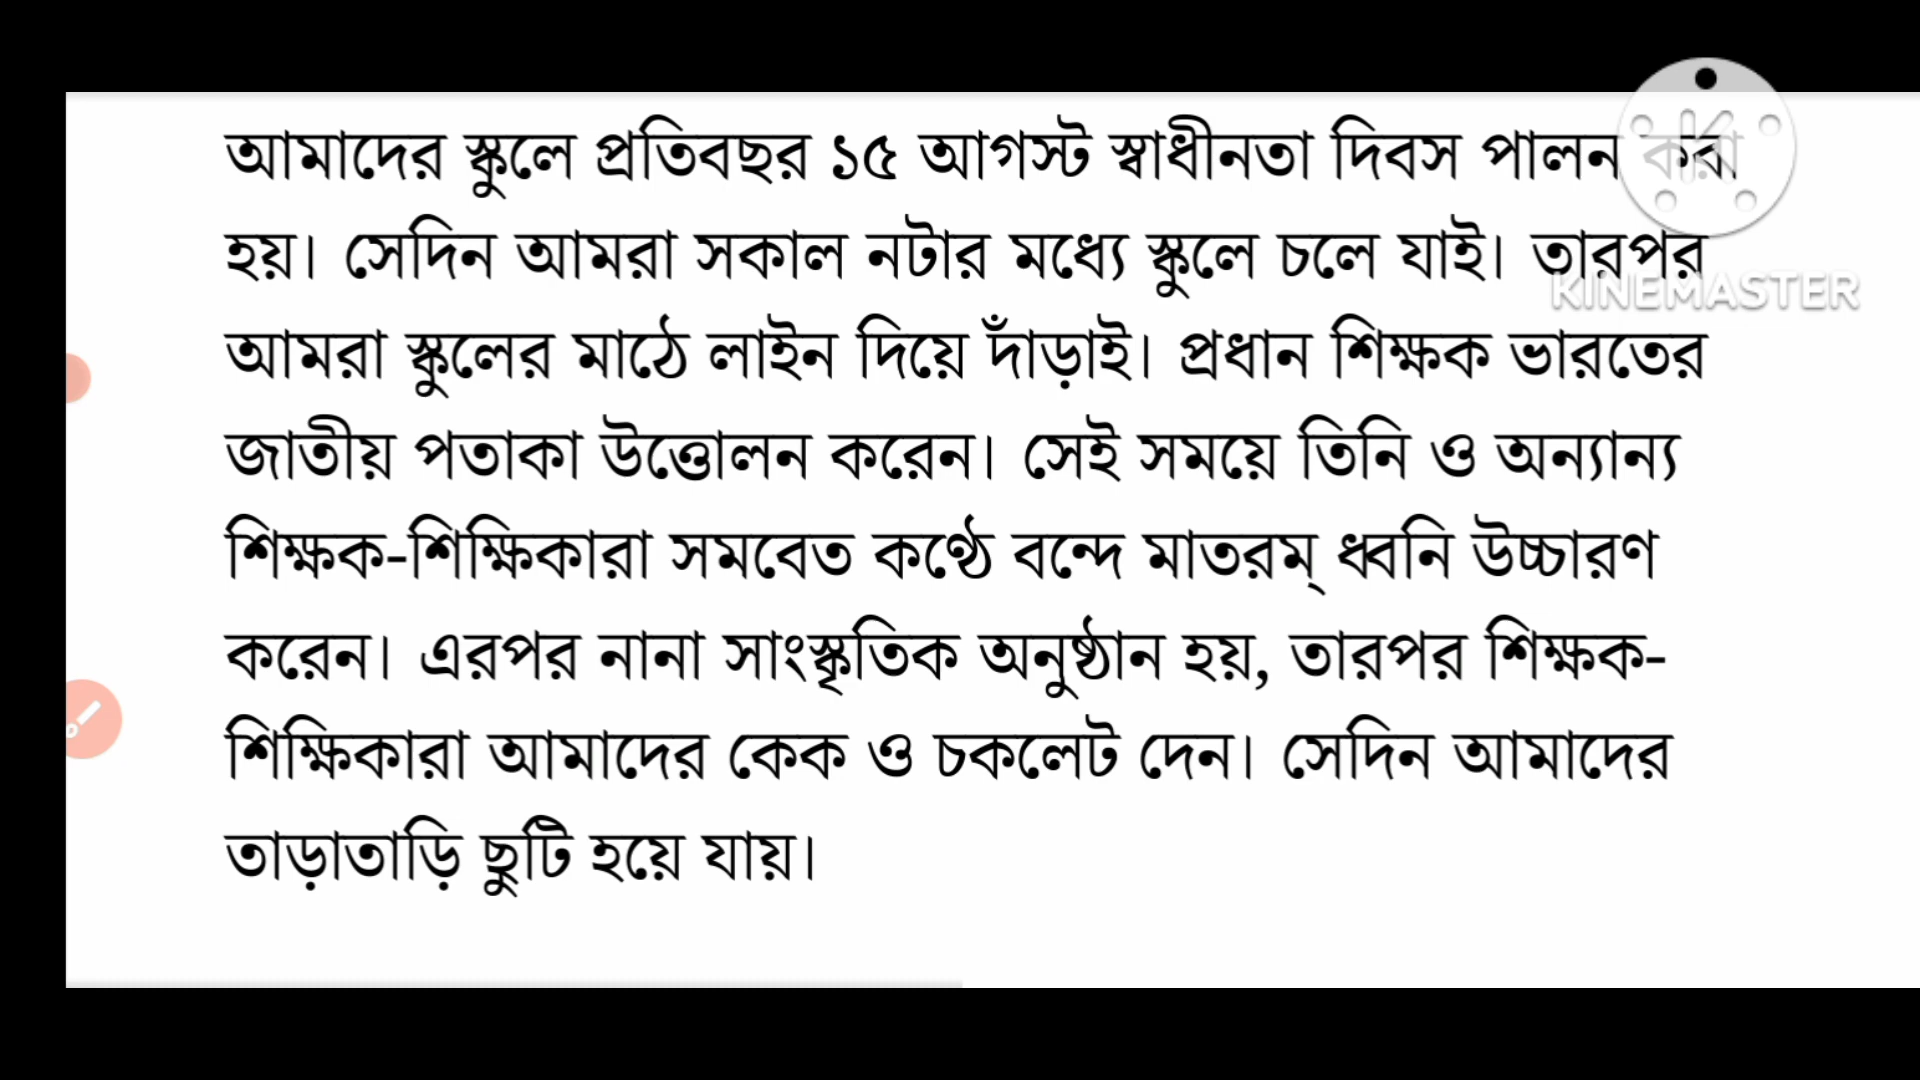 আমাদের স্কুলে প্রতিবছর ১৫ আগস্ট স্বাধীনতা দিবস পালন করা
হয়। সেদিন আমরা সকাল নটার মধ্যে স্কুলে চলে যাই। তারপর
KINEMASTER
আমরা স্কুলের মাঠে লাইন দিয়ে দাঁড়াই। প্রধান শিক্ষক ভারতের
জাতীয় পতাকা উত্তোলন করেন। সেই সময়ে তিনি ও অন্যান্য
শিক্ষক-শিক্ষিকারা সমবেত কণ্ঠে বন্দে মাতরম্ ধ্বনি উচ্চারণ
করেন। এরপর নানা সাংস্কৃতিক অনুষ্ঠান হয়, তারপর শিক্ষক-
শিক্ষিকারা আমাদের কেক ও চকলেট দেন। সেদিন আমাদের
তাড়াতাড়ি ছুটি হয়ে যায়।